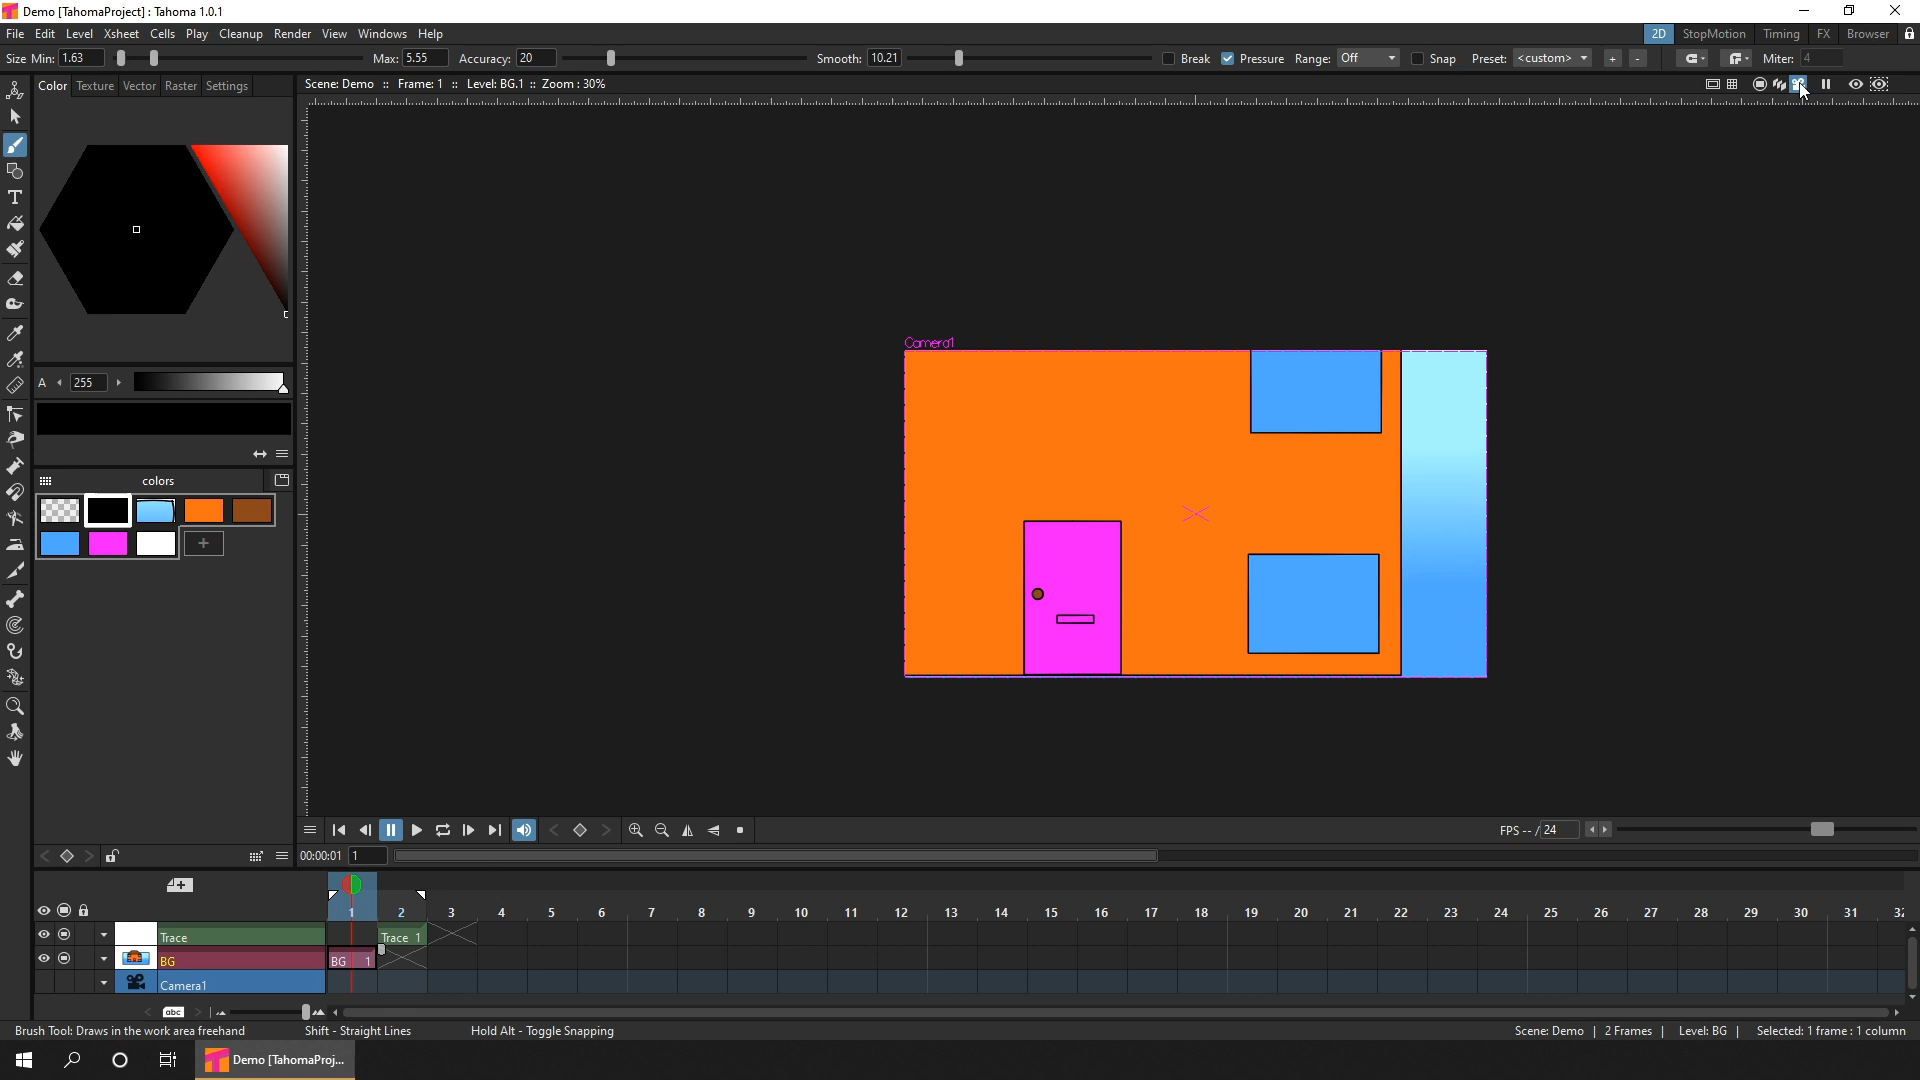 Demo [TahomaProject] : Tahoma 1.0.1
File Edit Level Xsheet Cells Play Cleanup Render View Windows Help
2D StopMotion Timing FX Browser
Size Min: 1.63 Max: 5.55 Accuracy: 20 Smooth: 10.21 Break Pressure Range: Off Snap Preset: <custom> + - Miter: 4
Color Texture Vector Raster Settings
Scene: Demo :: Frame: 1 :: Level: BG.1 :: Zoom : 30%
Camera1
A 255
colors
+
FPS -- / 24
00:00:01 1
1 2 3 4 5 6 7 8 9 10 11 12 13 14 15 16 17 18 19 20 21 22 23 24 25 26 27 28 29 30 31
Trace Trace 1
BG BG 1
Camera1
abc
Brush Tool: Draws in the work area freehand Shift - Straight Lines Hold Alt - Toggle Snapping
Scene: Demo | 2 Frames | Level: BG | Selected: 1 frame : 1 column
Demo [TahomaProj...